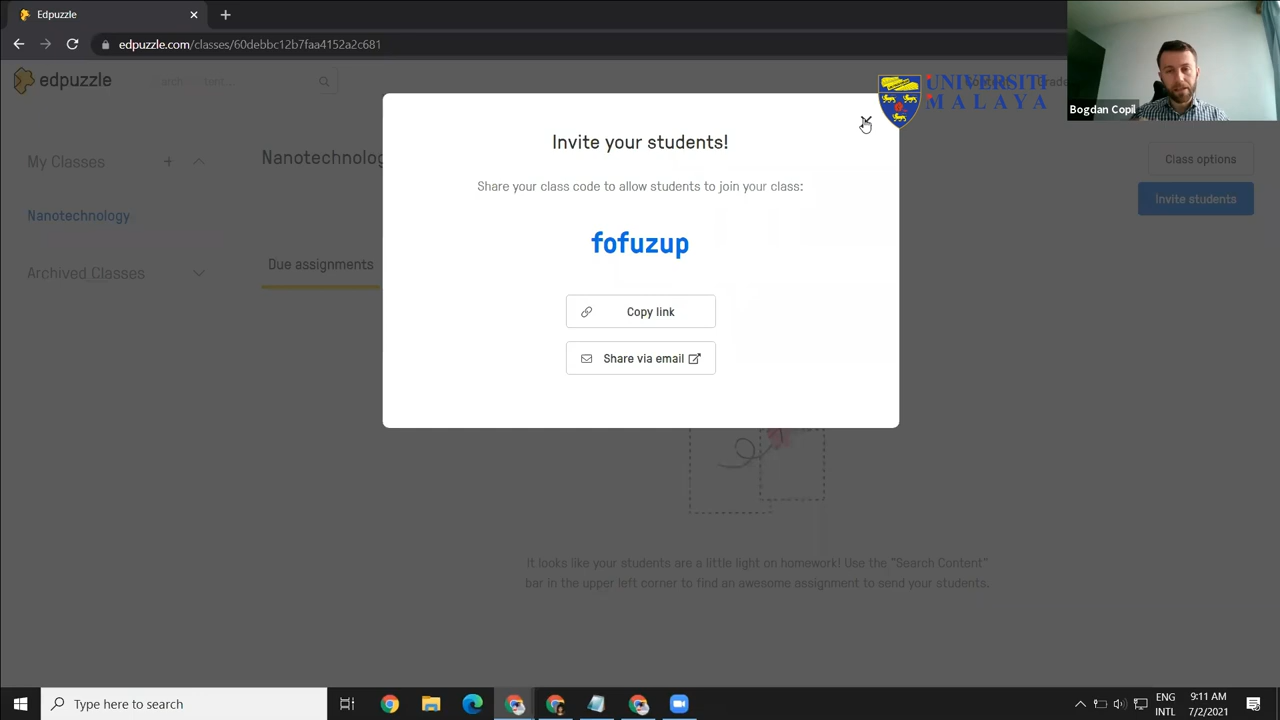 Edpuzzle
edpuzzle.com/classes/60debbc12b7faa4152a2c681
edpuzzle
UNIVERSITI
MALAYA
Bogdan Copil
My Classes
Nanotechnology
Archived Classes
Due assignments
Class options
Invite students
Invite your students!
Share your class code to allow students to join your class:
fofuzup
Copy link
Share via email
It looks like your students are a little light on homework! Use the "Search Content"
bar in the upper left corner to find an awesome assignment to send your students.
Type here to search
ENG
INTL
9:11 AM
7/2/2021